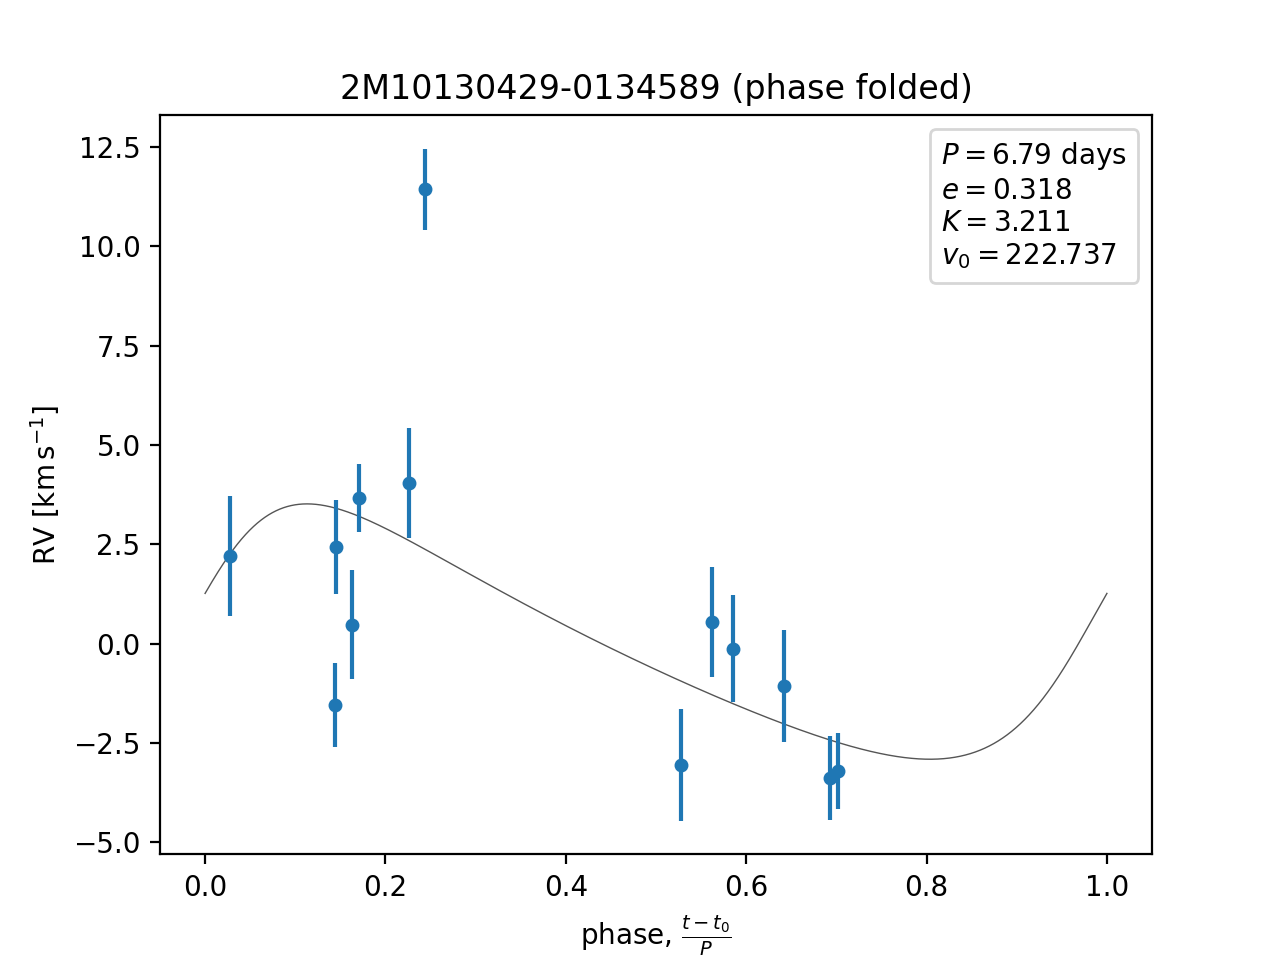 2M10130429-0134589 (phase folded)
P = 6.79 days
e = 0.318
K = 3.211
v₀ = 222.737
RV [km s⁻¹]
12.5
10.0
7.5
5.0
2.5
0.0
−2.5
−5.0
0.0 0.2 0.4 0.6 0.8 1.0
phase, (t − t₀)/P